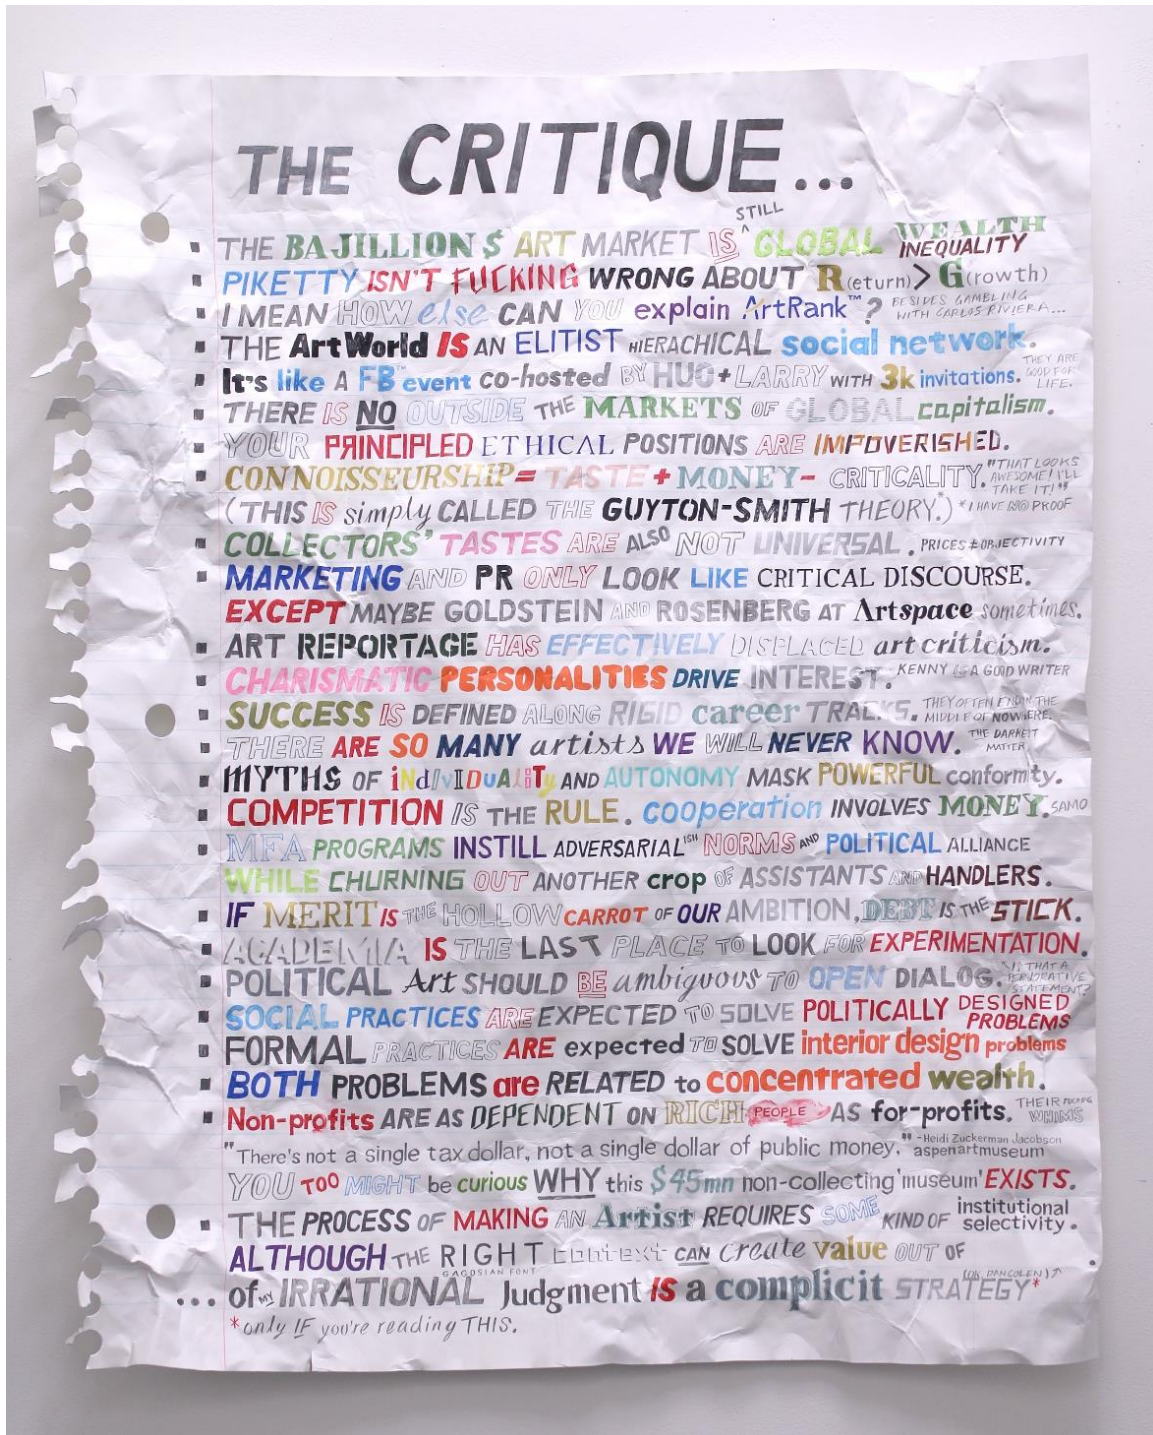 THE CRITIQUE...
STILL
THE BAJILLION $ ART MARKET IS ^ GLOBAL WEALTH INEQUALITY
PIKETTY ISN'T FUCKING WRONG ABOUT R(eturn) > G(rowth)
I MEAN HOW else CAN YOU explain ArtRank™? BESIDES GAMBLING WITH CARLOS RIVIERA...
THE ArtWorld IS AN ELITIST HIERACHICAL social network.
It's like A FB™ event co-hosted BY HUO + LARRY WITH 3k invitations. THEY ARE GOOD FOR LIFE.
THERE IS NO OUTSIDE THE MARKETS OF GLOBAL capitalism.
YOUR PRINCIPLED ETHICAL POSITIONS ARE IMPOVERISHED.
CONNOISSEURSHIP = TASTE + MONEY - CRITICALITY. "THAT LOOKS AWESOME! I'LL TAKE IT!"
(THIS IS simply CALLED THE GUYTON-SMITH THEORY.*) *I HAVE NO PROOF
COLLECTORS' TASTES ARE ALSO NOT UNIVERSAL. PRICES ≠ OBJECTIVITY
MARKETING AND PR ONLY LOOK LIKE CRITICAL DISCOURSE.
EXCEPT MAYBE GOLDSTEIN AND ROSENBERG AT Artspace sometimes.
ART REPORTAGE HAS EFFECTIVELY DISPLACED art criticism.
CHARISMATIC PERSONALITIES DRIVE INTEREST. KENNY IS A GOOD WRITER
SUCCESS IS DEFINED ALONG RIGID career TRACKS. THEY OFTEN END IN THE MIDDLE OF NOWHERE.
THERE ARE SO MANY artists WE WILL NEVER KNOW. THE DARKEST MATTER.
MYTHS OF iNdIVIDUALITy AND AUTONOMY MASK POWERFUL conformity.
COMPETITION IS THE RULE. cooperation INVOLVES MONEY. SAMO
MFA PROGRAMS INSTILL ADVERSARIAL"ISH" NORMS AND POLITICAL ALLIANCE
WHILE CHURNING OUT ANOTHER crop OF ASSISTANTS AND HANDLERS.
IF MERIT IS THE HOLLOW CARROT OF OUR AMBITION, DEBT IS THE STICK.
ACADEMIA IS THE LAST PLACE TO LOOK FOR EXPERIMENTATION.
POLITICAL Art SHOULD BE ambiguous TO OPEN DIALOG. IS THAT A STATEMENT?
SOCIAL PRACTICES ARE EXPECTED TO SOLVE POLITICALLY DESIGNED PROBLEMS
FORMAL PRACTICES ARE expected TO SOLVE interior design problems
BOTH PROBLEMS are RELATED to concentrated wealth.
Non-profits ARE AS DEPENDENT ON RICH PEOPLE AS for-profits. THEIR WHIMS
"There's not a single tax dollar, not a single dollar of public money." -Heidi Zuckerman Jacobson aspenartmuseum
YOU TOO MIGHT be curious WHY this $45mn non-collecting 'museum' EXISTS.
THE PROCESS OF MAKING AN Artist REQUIRES SOME KIND OF institutional selectivity.
ALTHOUGH THE RIGHT context CAN create value OUT OF
GAGOSIAN FONT
... of MY IRRATIONAL Judgment IS a complicit STRATEGY* (OR DANCOLEN)
*only IF you're reading THIS.